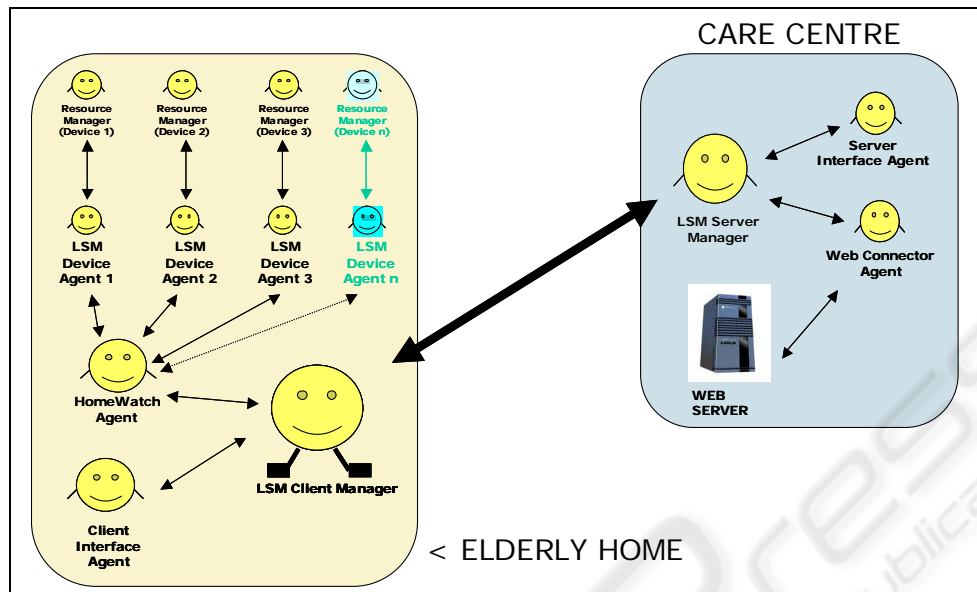 CARE CENTRE
Resource
Manager
(Device 1)
Resource
Manager
(Device 2)
Resource
Manager
(Device 3)
Resource
Manager
(Device n)
LSM
Device
Agent 1
LSM
Device
Agent 2
LSM
Device
Agent 3
LSM
Device
Agent n
HomeWatch
Agent
LSM Client Manager
Client
Interface
Agent
< ELDERLY HOME
Server
Interface Agent
LSM Server
Manager
Web Connector
Agent
WEB
SERVER